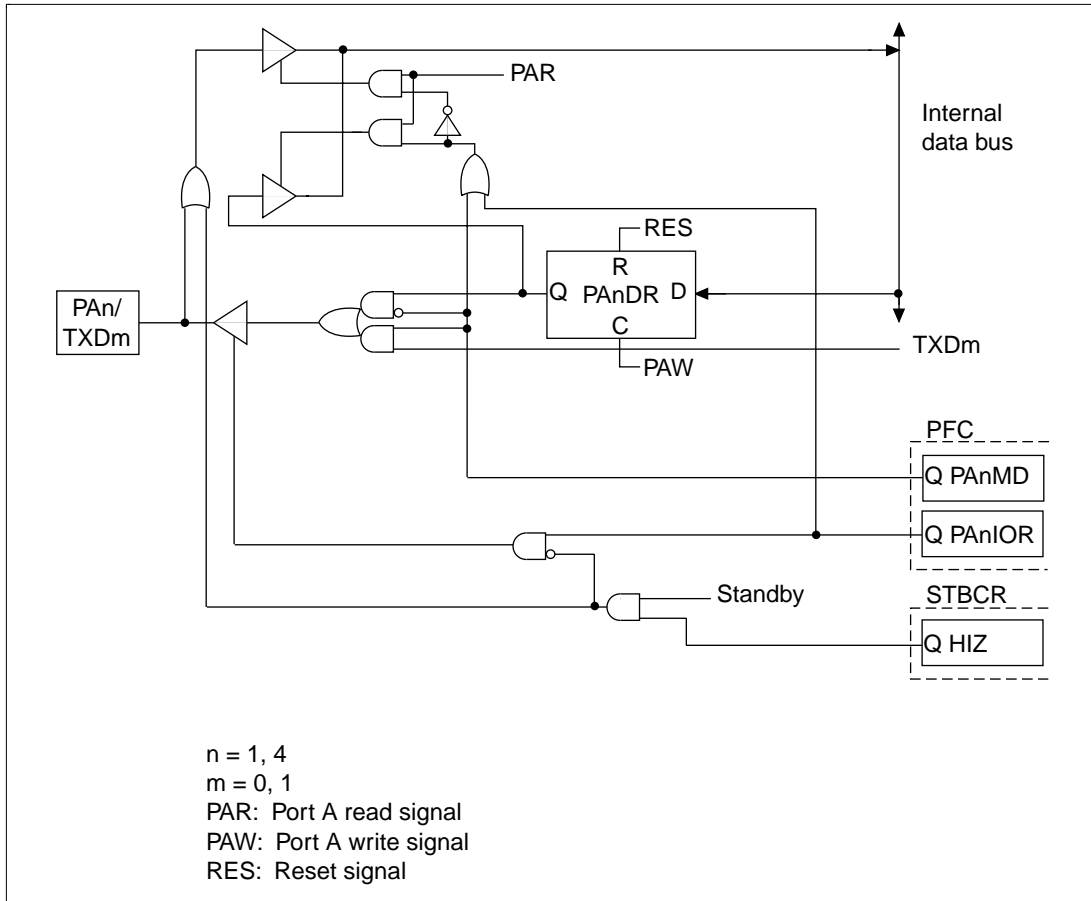 PAR
Internal
data bus
RES
R
Q PAnDR D
C
PAW
PAn/
TXDm
TXDm
PFC
Q PAnMD
Q PAnIOR
Standby
STBCR
Q HIZ
n = 1, 4
m = 0, 1
PAR: Port A read signal
PAW: Port A write signal
RES: Reset signal